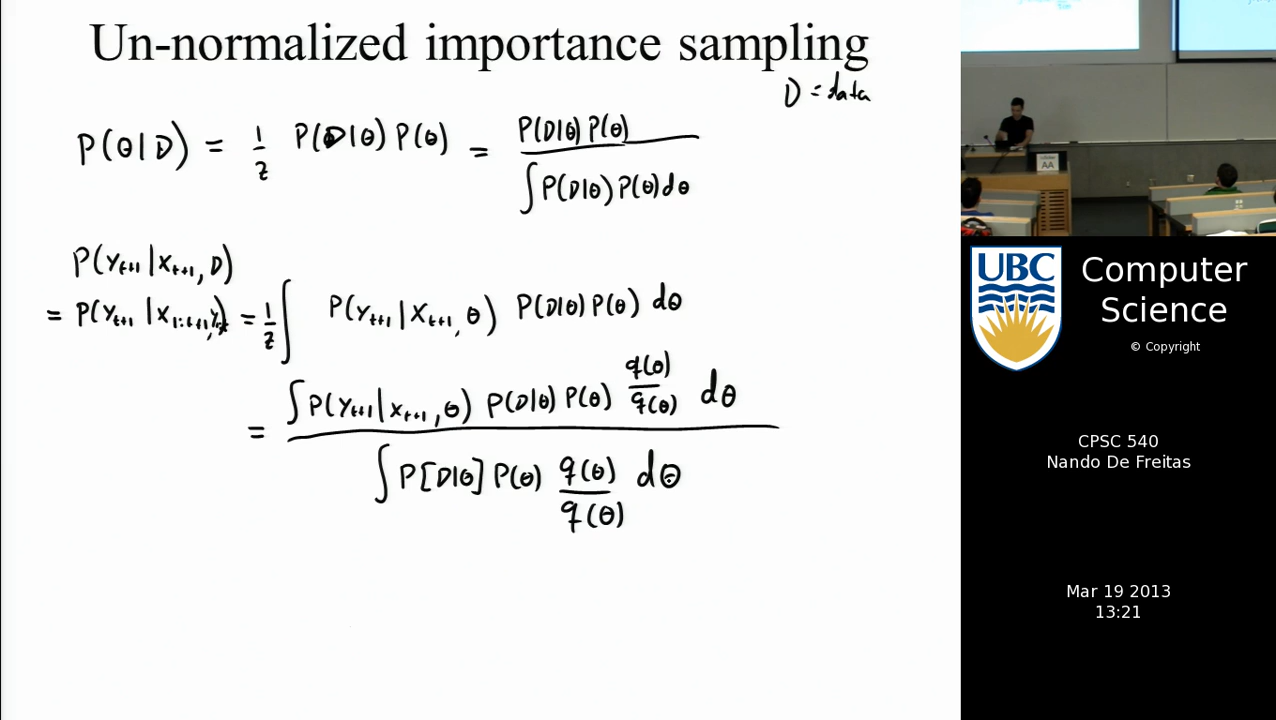 Un-normalized importance sampling
D = data
P(θ|D) = 1/z P(D|θ) P(θ) = P(D|θ) P(θ) / ∫ P(D|θ) P(θ) dθ
P(y_{t+1} | x_{t+1}, D)
= P(y_{t+1} | x_{1:t+1}, = 1/z ∫ P(y_{t+1} | x_{t+1}, θ) P(D|θ) P(θ) dθ
= ∫ P(y_{t+1} | x_{t+1}, θ) P(D|θ) P(θ) q(θ)/q(θ) dθ
∫ P[D|θ] P(θ) q(θ)/q(θ) dθ
AA
UBC
Computer
Science
© Copyright
CPSC 540
Nando De Freitas
Mar 19 2013
13:21